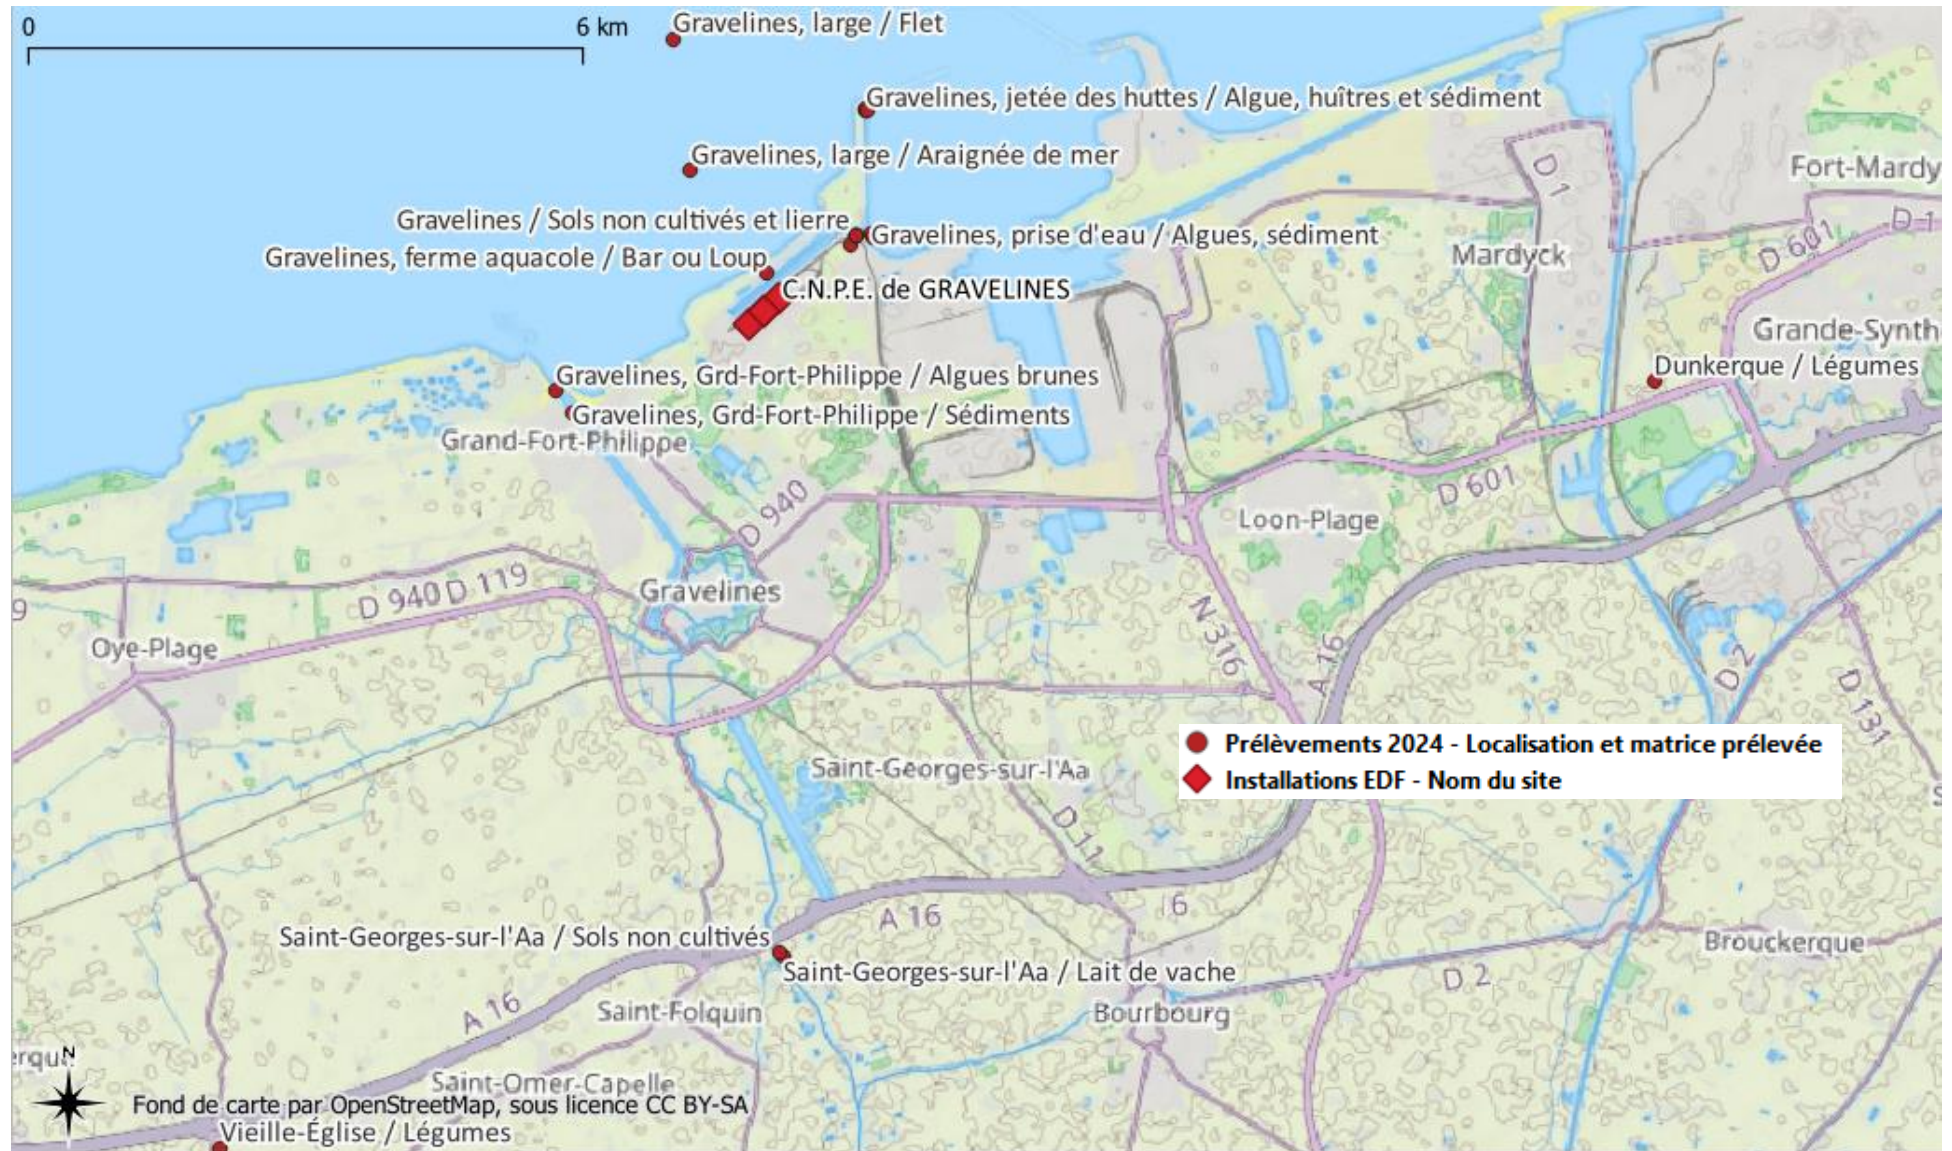 0 6 km
Gravelines, large / Flet
Gravelines, jetée des huttes / Algue, huîtres et sédiment
Gravelines, large / Araignée de mer
D 1
Fort-Mardy
Gravelines / Sols non cultivés et lierre
D 1
Gravelines, prise d'eau / Algues, sédiment
D 601
Mardyck
Gravelines, ferme aquacole / Bar ou Loup
C.N.P.E. de GRAVELINES
Grande-Synth
Dunkerque / Légumes
Gravelines, Grd-Fort-Philippe / Algues brunes
Gravelines, Grd-Fort-Philippe / Sédiments
Grand-Fort-Philippe
D 601
D 940
Loon-Plage
D 940 D 119
Gravelines
9
N 316
Oye-Plage
A 16
D 2
D 131
Prélèvements 2024 - Localisation et matrice prélevée
Installations EDF - Nom du site
Saint-Georges-sur-l'Aa
S
D 11
A 16
6
Saint-Georges-sur-l'Aa / Sols non cultivés
Brouckerque
Saint-Georges-sur-l'Aa / Lait de vache
D 2
A 16
Saint-Folquin
Bourbourg
erqu
N
Saint-Omer-Capelle
Fond de carte par OpenStreetMap, sous licence CC BY-SA
Vieille-Église / Légumes